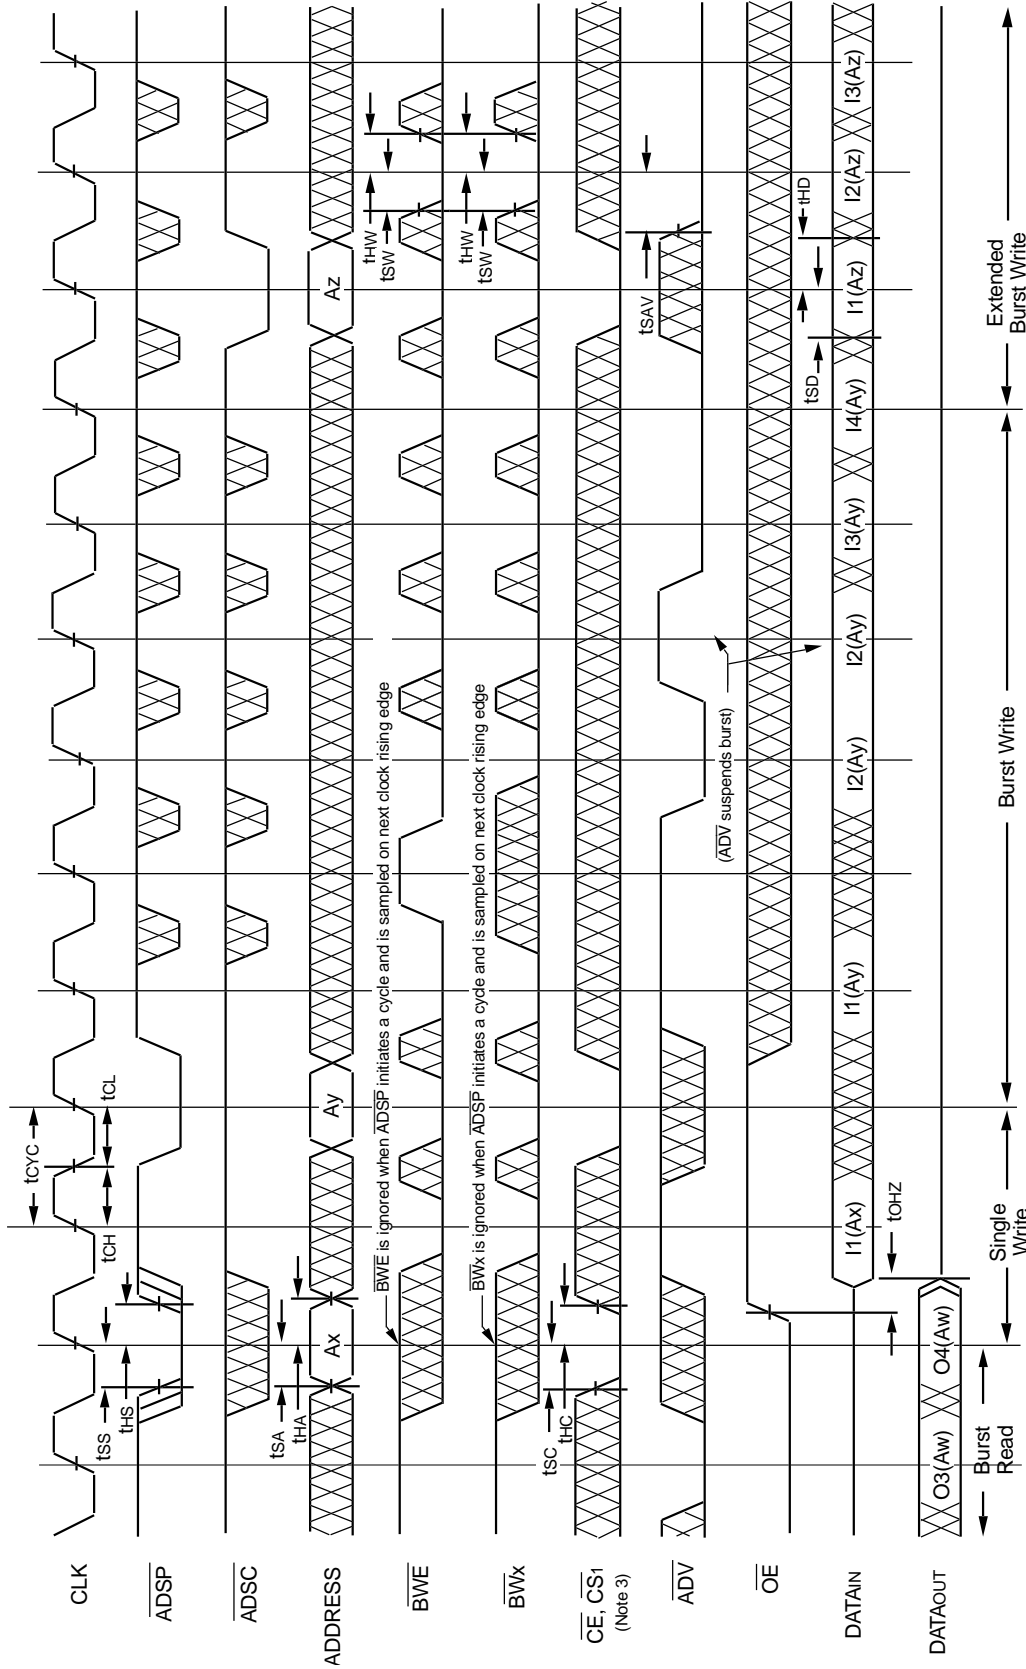 CLK
tSS
tHS
tCH
tCYC
tCL
ADSP
ADSC
tSA
tHA
ADDRESS
Ax
Ay
Az
BWE is ignored when ADSP initiates a cycle and is sampled on next clock rising edge
tHW
tSW
BWE
BWx is ignored when ADSP initiates a cycle and is sampled on next clock rising edge
tHW
tSW
BWx
tSC
tHC
CE, CS1
(Note 3)
tSAV
ADV
(ADV suspends burst)
OE
tSD
tHD
DATAIN
I1(Ax)
I1(Ay)
I2(Ay)
I2(Ay)
I3(Ay)
I4(Ay)
I1(Az)
I2(Az)
I3(Az)
tOHZ
DATAOUT
O3(Aw)
O4(Aw)
Burst
Read
Single
Write
Burst Write
Extended
Burst Write